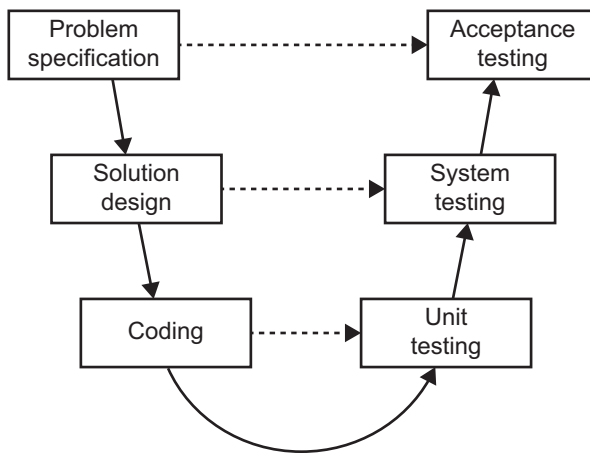 Problem
specification
Acceptance
testing
Solution
design
System
testing
Coding
Unit
testing